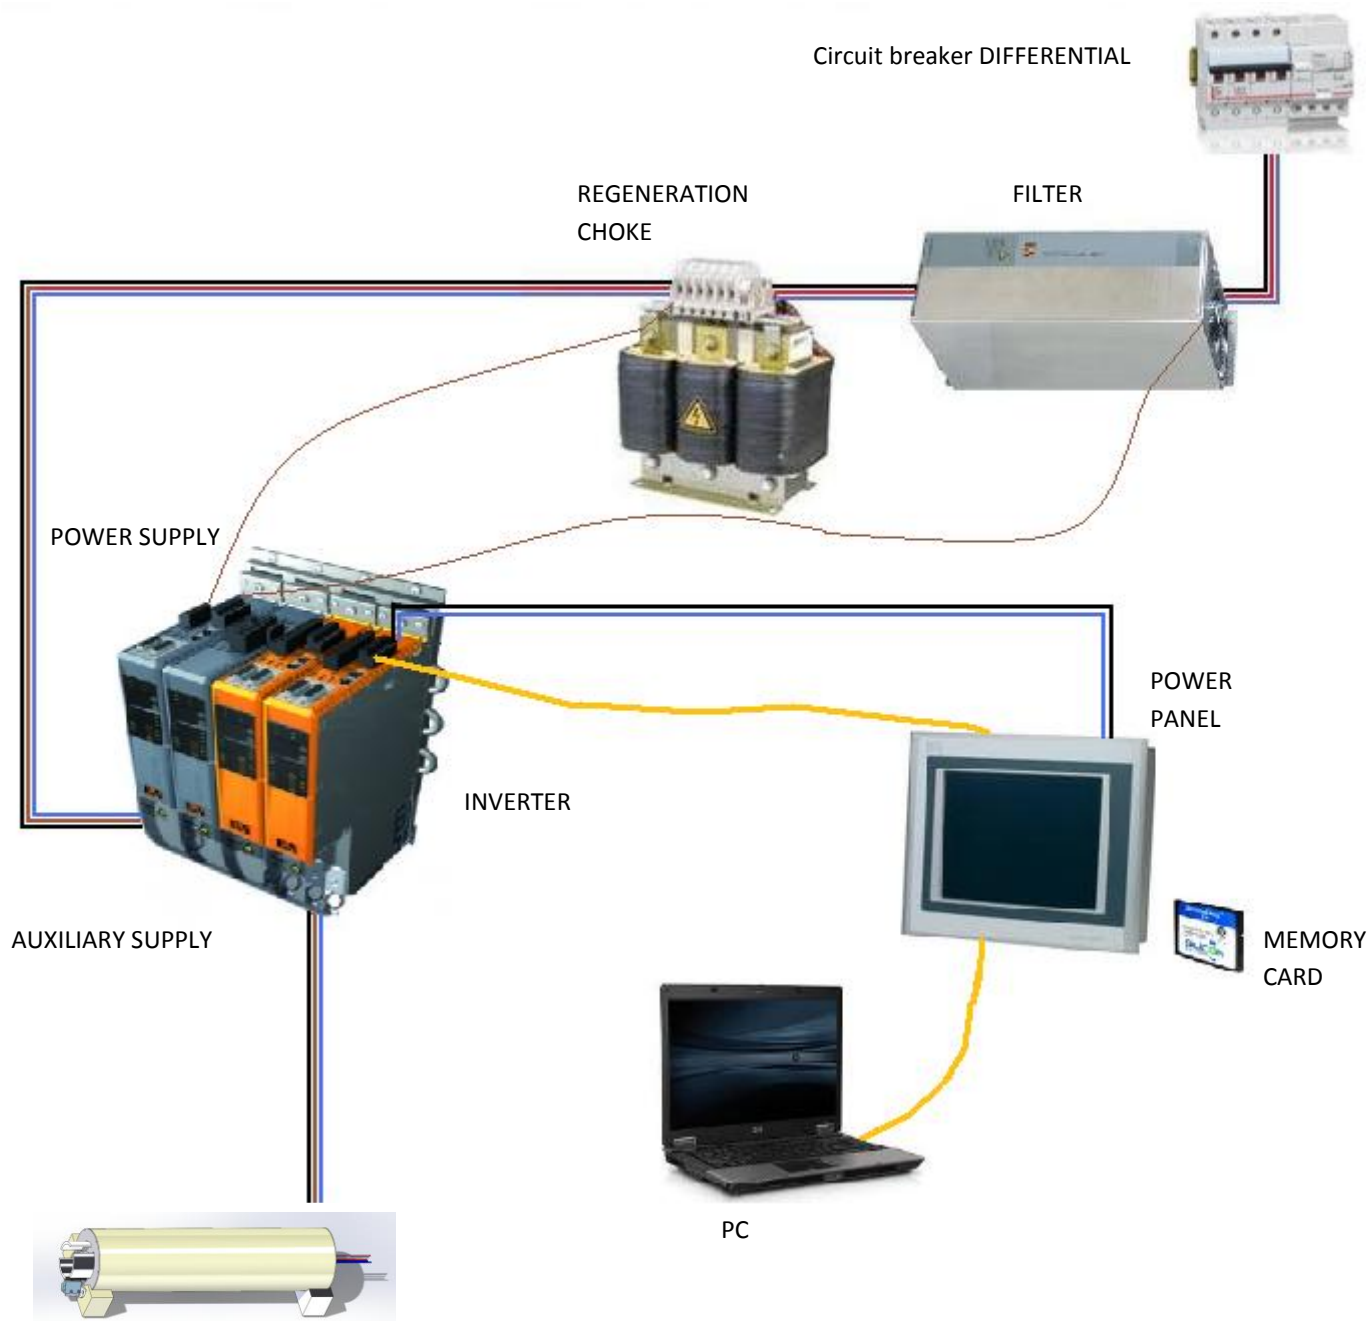 Circuit breaker DIFFERENTIAL
REGENERATION
CHOKE
FILTER
POWER SUPPLY
POWER
PANEL
INVERTER
AUXILIARY SUPPLY
MEMORY
CARD
PC